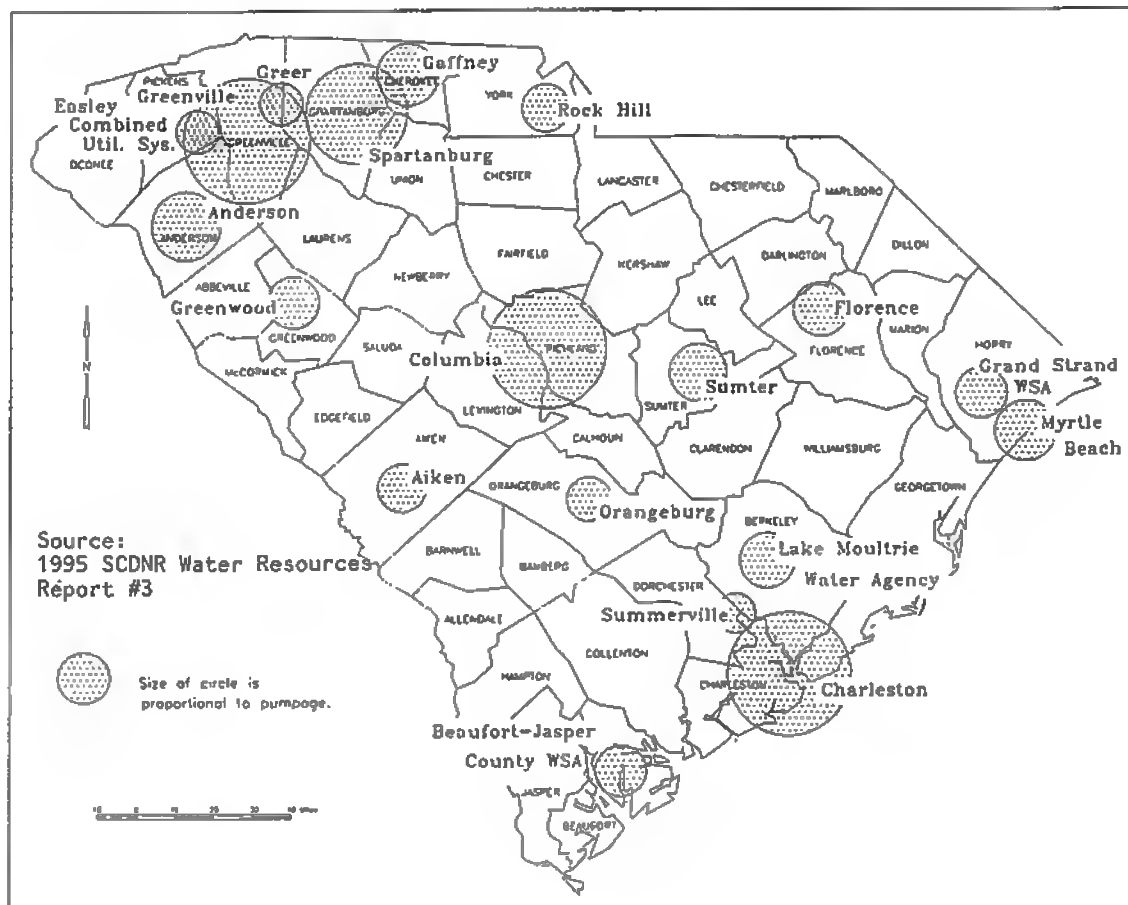 Greer
Gaffney
PICKENS
Greenville
CHEROKEE
YORK
Easley
Combined
Util. Sys.
SPARTANBURG
Rock Hill
GREENVILLE
OCONEE
Spartanburg
UNION
CHESTER
LANCASTER
CHESTERFIELD
MARLBORO
Anderson
ANDERSON
LAURENS
FAIRFIELD
DARLINGTON
DILLON
NEWBERRY
KERSHAW
ABBEVILLE
LEE
Greenwood
Florence
MARION
GREENWOOD
SALUDA
Columbia
RICHLAND
FLORENCE
HORRY
N
McCORMICK
Sumter
Grand Strand
WSA
EDGEFIELD
LEXINGTON
SUMTER
Myrtle
Beach
AIKEN
CALHOUN
CLARENDON
WILLIAMSBURG
Aiken
ORANGEBURG
GEORGETOWN
Orangeburg
BERKELEY
Source:
1995 SCDNR Water Resources
Report #3
BARNWELL
BAMBERG
Lake Moultrie
Water Agency
DORCHESTER
ALLENDALE
Summerville
COLLENTON
Size of circle is
proportional to pumpage.
HAMPTON
CHARLESTON
Charleston
Beaufort-Jasper
County WSA
JASPER
BEAUFORT